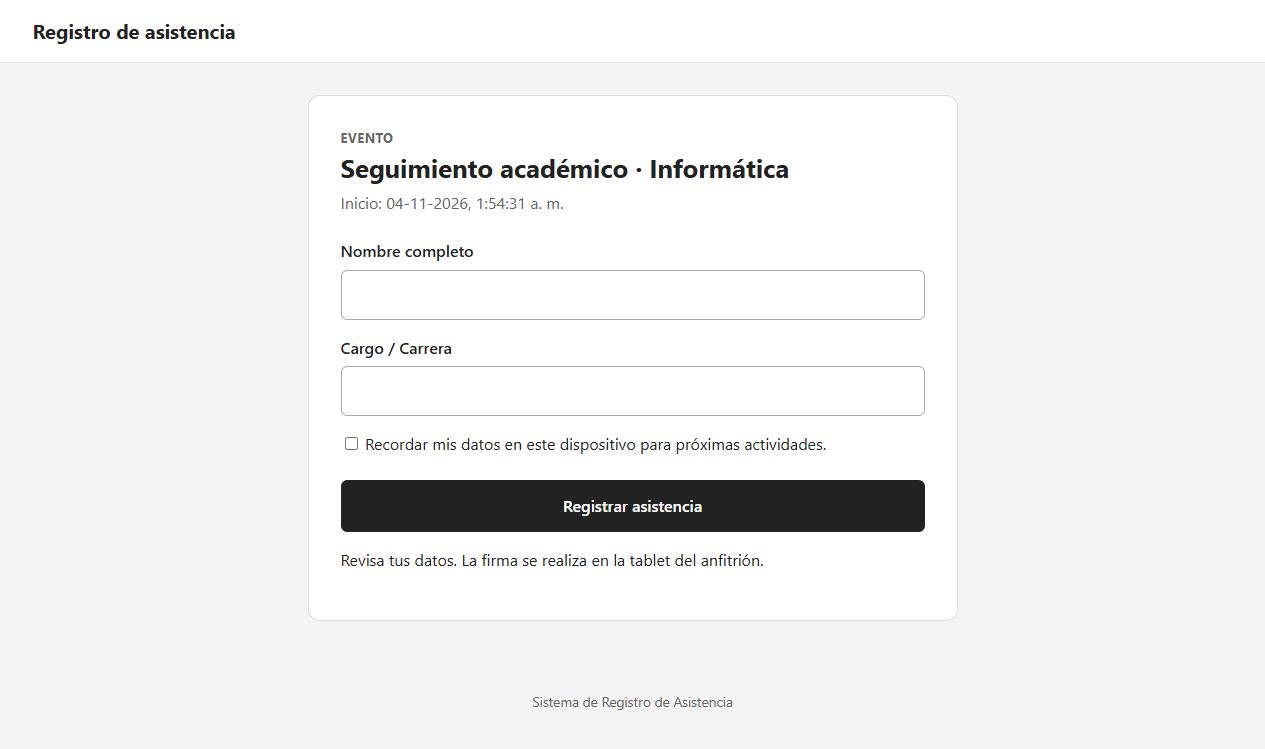 Registro de asistencia
EVENTO
Seguimiento académico · Informática
Inicio: 04-11-2026, 1:54:31 a. m.
Nombre completo
Cargo / Carrera
Recordar mis datos en este dispositivo para próximas actividades.
Registrar asistencia
Revisa tus datos. La firma se realiza en la tablet del anfitrión.
Sistema de Registro de Asistencia